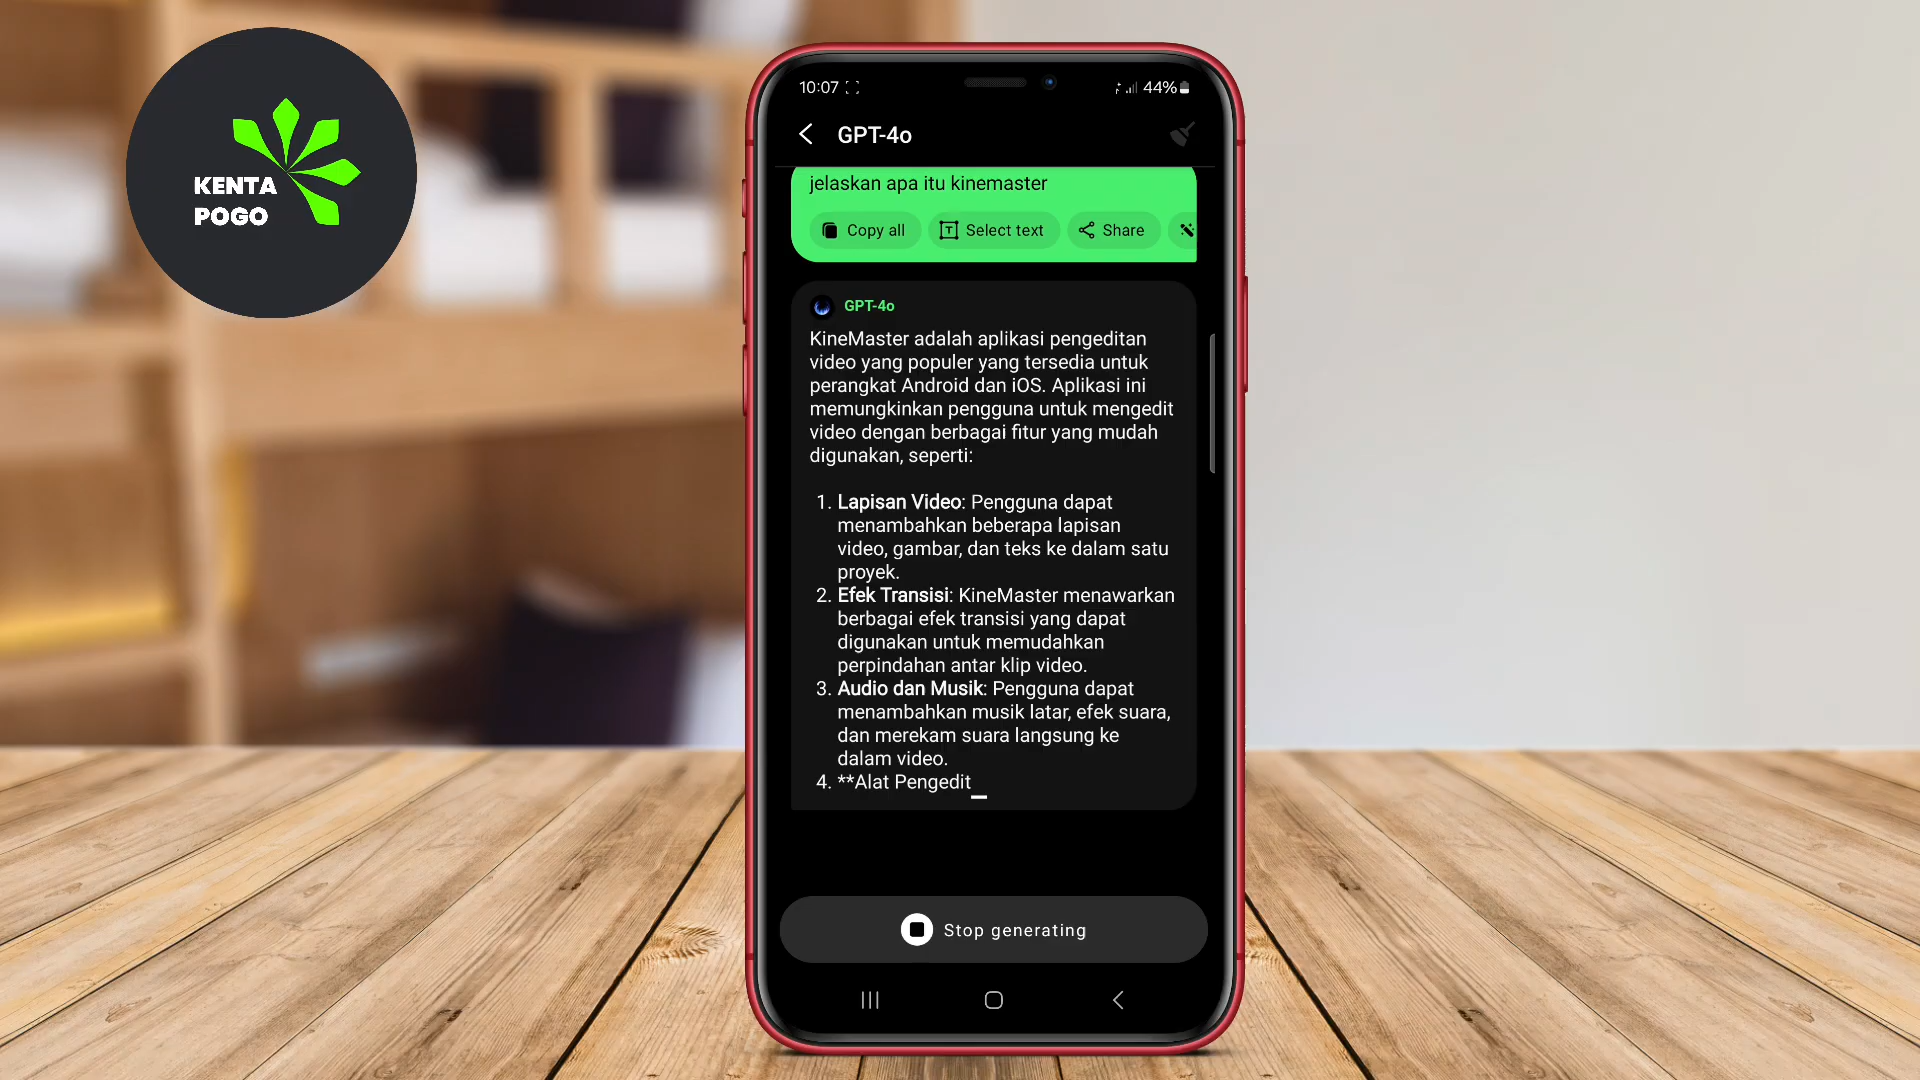 KENTA
POGO
10:07
44%
GPT-4o
jelaskan apa itu kinemaster
Copy all
Select text
Share
GPT-4o
KineMaster adalah aplikasi pengeditan
video yang populer yang tersedia untuk
perangkat Android dan iOS. Aplikasi ini
memungkinkan pengguna untuk mengedit
video dengan berbagai fitur yang mudah
digunakan, seperti:
1. Lapisan Video: Pengguna dapat
menambahkan beberapa lapisan
video, gambar, dan teks ke dalam satu
proyek.
2. Efek Transisi: KineMaster menawarkan
berbagai efek transisi yang dapat
digunakan untuk memudahkan
perpindahan antar klip video.
3. Audio dan Musik: Pengguna dapat
menambahkan musik latar, efek suara,
dan merekam suara langsung ke
dalam video.
4. **Alat Pengedit
Stop generating